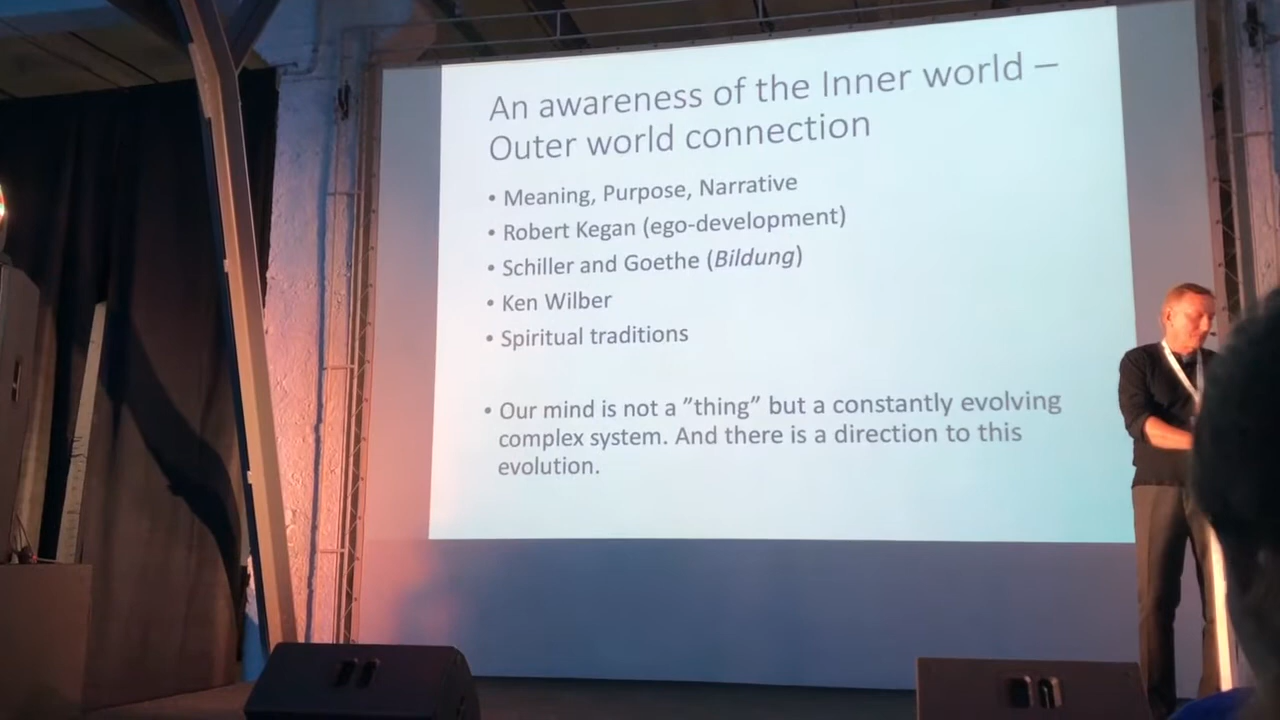 An awareness of the Inner world –
Outer world connection
• Meaning, Purpose, Narrative
• Robert Kegan (ego-development)
• Schiller and Goethe (Bildung)
• Ken Wilber
• Spiritual traditions
• Our mind is not a ”thing” but a constantly evolving
complex system. And there is a direction to this
evolution.